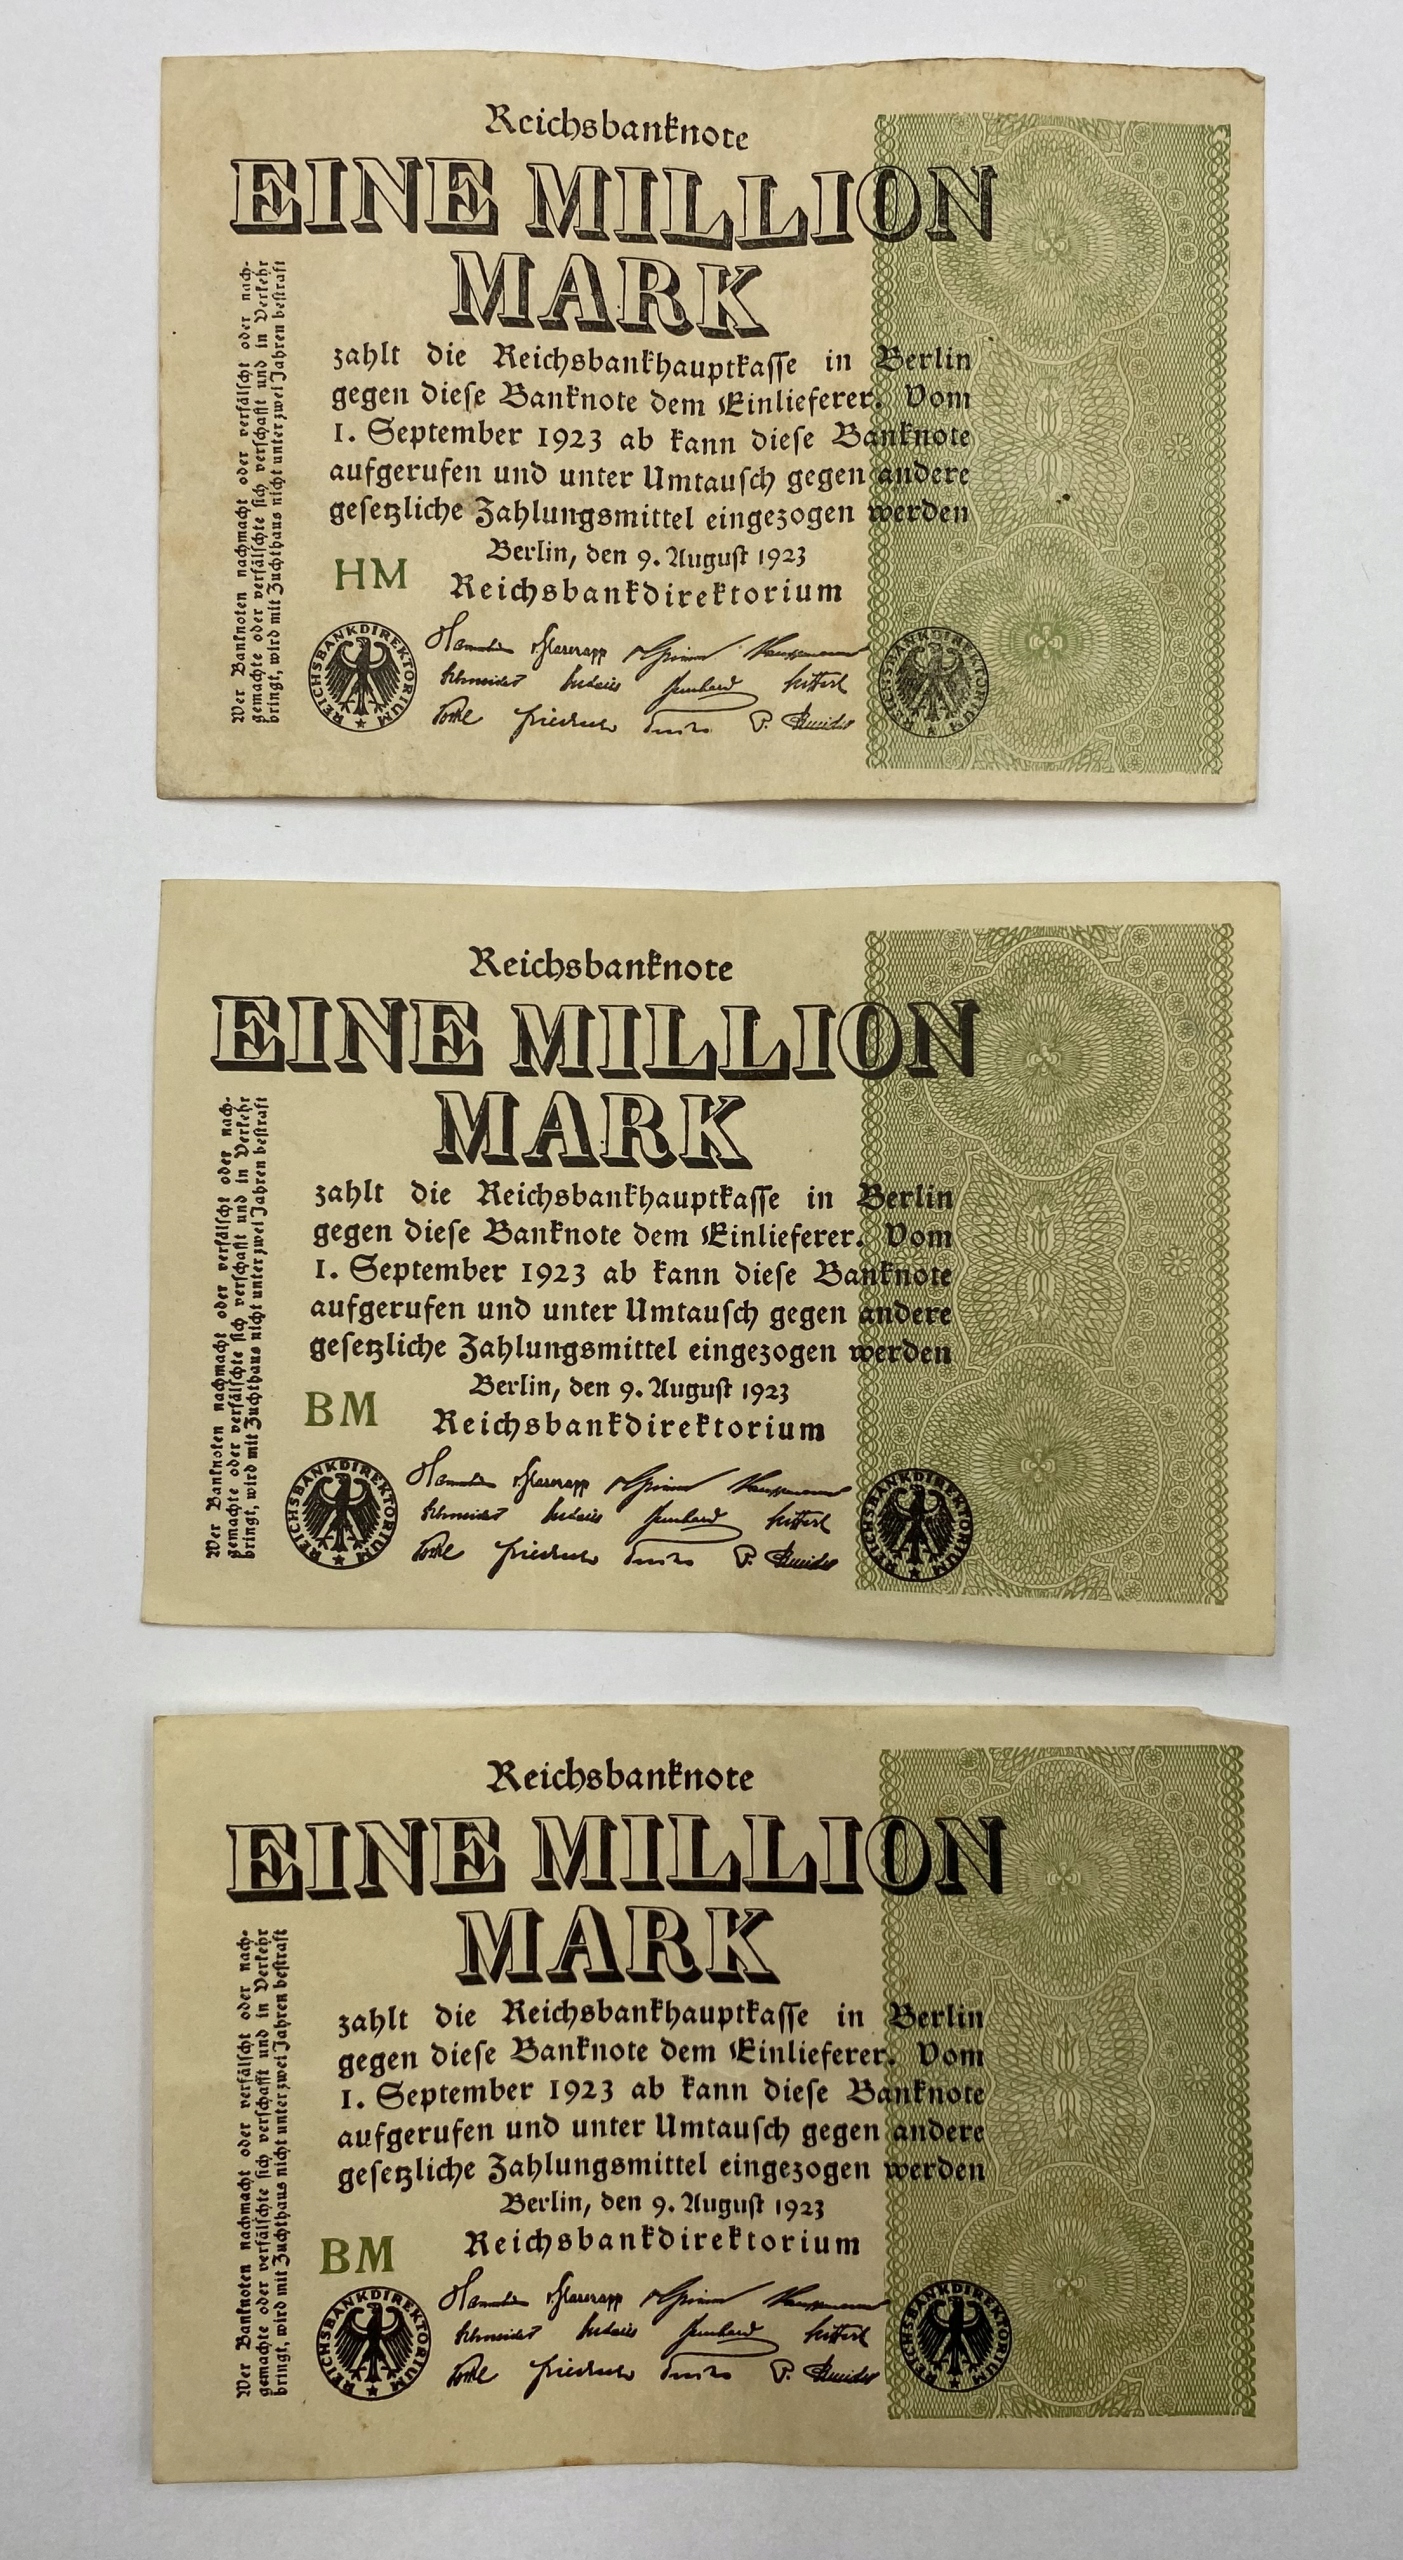 Reichsbanknote
EINE MILLION
MARK
zahlt die Reichsbankhauptkasse in Berlin
gegen diese Banknote dem Einlieferer. Vom
1. September 1923 ab kann diese Banknote
aufgerufen und unter Umtausch gegen andere
gesetzliche Zahlungsmittel eingezogen werden
Berlin, den 9. August 1923
HM
Reichsbankdirektorium
REICHSBANKDIREKTORIUM
REICHSBANKDIREKTORIUM
Wer Banknoten nachmacht oder verfälscht oder nach-
gemachte oder verfälschte sich verschafft und in Verkehr
bringt, wird mit Zuchthaus nicht unter zwei Jahren bestraft
Reichsbanknote
EINE MILLION
MARK
zahlt die Reichsbankhauptkasse in Berlin
gegen diese Banknote dem Einlieferer. Vom
1. September 1923 ab kann diese Banknote
aufgerufen und unter Umtausch gegen andere
gesetzliche Zahlungsmittel eingezogen werden
Berlin, den 9. August 1923
BM
Reichsbankdirektorium
REICHSBANKDIREKTORIUM
REICHSBANKDIREKTORIUM
Wer Banknoten nachmacht oder verfälscht oder nach-
gemachte oder verfälschte sich verschafft und in Verkehr
bringt, wird mit Zuchthaus nicht unter zwei Jahren bestraft
Reichsbanknote
EINE MILLION
MARK
zahlt die Reichsbankhauptkasse in Berlin
gegen diese Banknote dem Einlieferer. Vom
1. September 1923 ab kann diese Banknote
aufgerufen und unter Umtausch gegen andere
gesetzliche Zahlungsmittel eingezogen werden
Berlin, den 9. August 1923
BM
Reichsbankdirektorium
REICHSBANKDIREKTORIUM
REICHSBANKDIREKTORIUM
Wer Banknoten nachmacht oder verfälscht oder nach-
gemachte oder verfälschte sich verschafft und in Verkehr
bringt, wird mit Zuchthaus nicht unter zwei Jahren bestraft